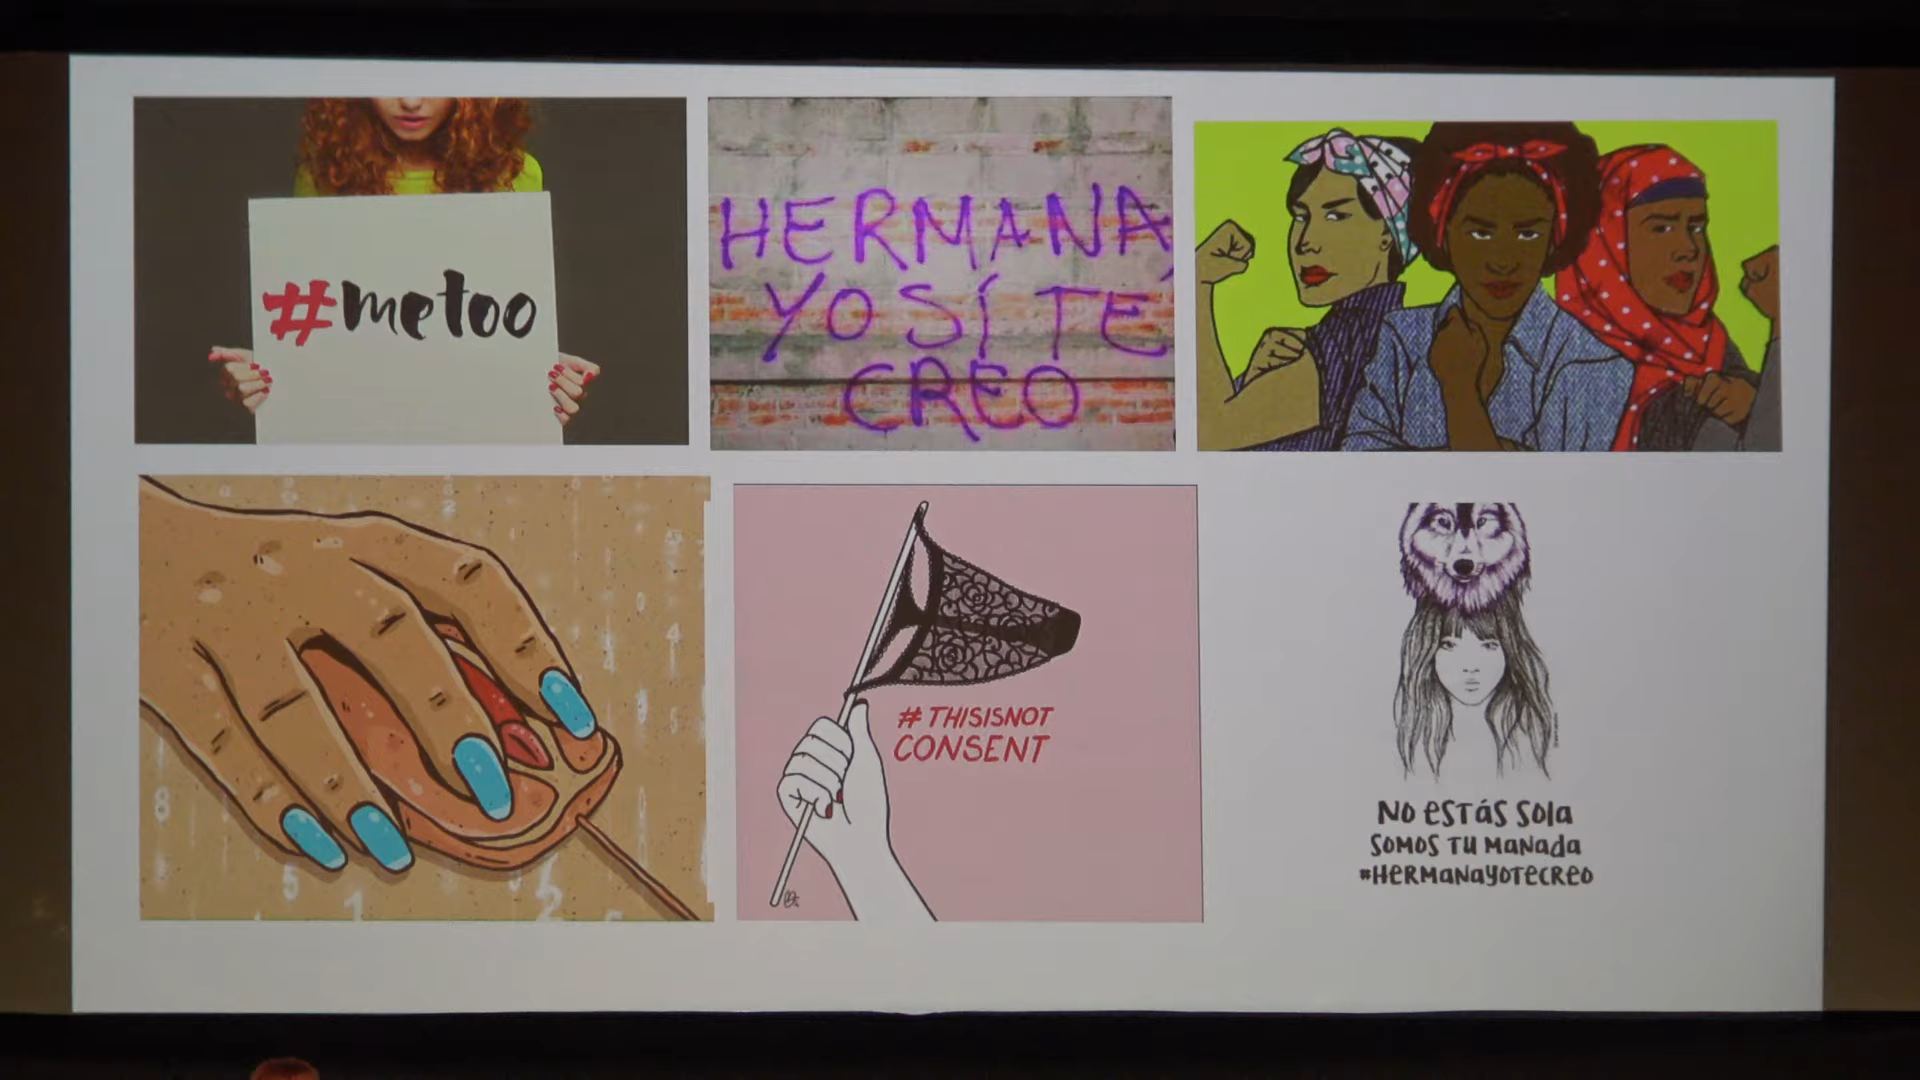 #metoo
HERMANA,
YO SÍ TE
CREO
# THISISNOT
CONSENT
NO ESTÁS SOLA
SOMOS TU MANADA
#HERMANAYOTECREO